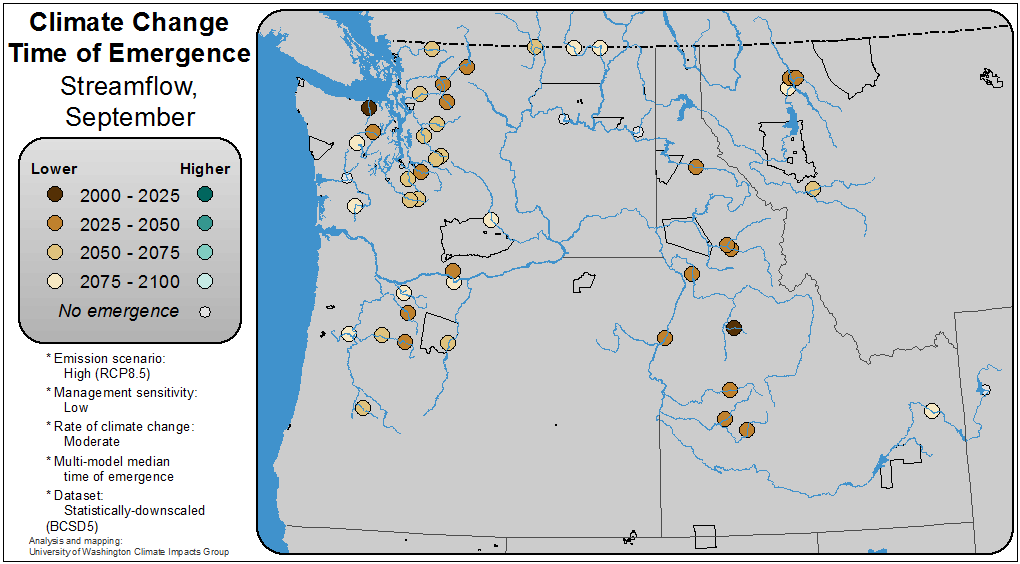 Climate Change
Time of Emergence
Streamflow,
September
Lower Higher
2000 - 2025
2025 - 2050
2050 - 2075
2075 - 2100
No emergence
* Emission scenario:
High (RCP8.5)
* Management sensitivity:
Low
* Rate of climate change:
Moderate
* Multi-model median
time of emergence
* Dataset:
Statistically-downscaled
(BCSD5)
Analysis and mapping:
University of Washington Climate Impacts Group